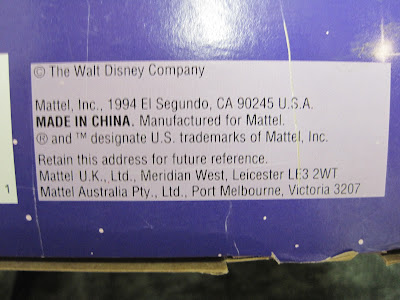 © The Walt Disney Company
Mattel, Inc., 1994 El Segundo, CA 90245 U.S.A.
MADE IN CHINA. Manufactured for Mattel.
® and ™ designate U.S. trademarks of Mattel, Inc.
Retain this address for future reference.
Mattel U.K., Ltd., Meridian West, Leicester LE3 2WT
Mattel Australia Pty., Ltd., Port Melbourne, Victoria 3207
1